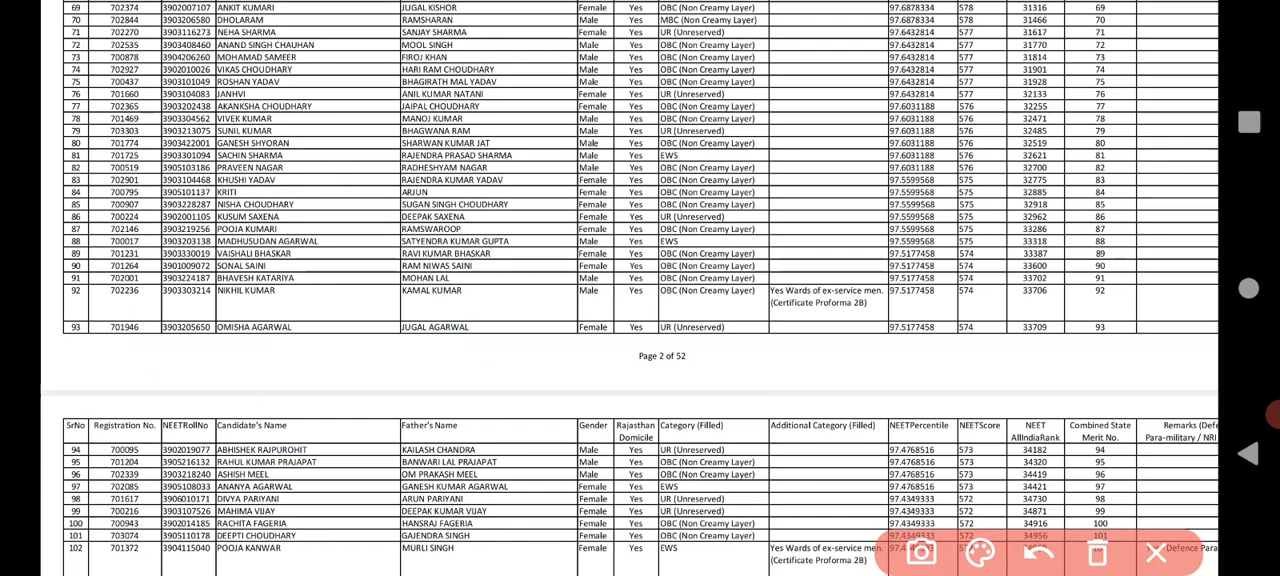 69 702374 3902007107 ANKIT KUMARI JUGAL KISHOR Female Yes OBC (Non Creamy Layer) 97.6878334 578 31316 69
70 702844 3903206580 DHOLARAM RAMSHARAN Male Yes MBC (Non Creamy Layer) 97.6878334 578 31466 70
71 702270 3903116273 NEHA SHARMA SANJAY SHARMA Female Yes UR (Unreserved) 97.6432814 577 31617 71
72 702535 3903408460 ANAND SINGH CHAUHAN MOOL SINGH Male Yes OBC (Non Creamy Layer) 97.6432814 577 31770 72
73 700878 3904206260 MOHAMAD SAMEER FIROJ KHAN Male Yes OBC (Non Creamy Layer) 97.6432814 577 31814 73
74 702927 3902010026 VIKAS CHOUDHARY HARI RAM CHOUDHARY Male Yes OBC (Non Creamy Layer) 97.6432814 577 31901 74
75 700437 3903101049 ROSHAN YADAV BHAGIRATH MAL YADAV Male Yes OBC (Non Creamy Layer) 97.6432814 577 31928 75
76 701660 3903104083 JANHVI ANIL KUMAR NATANI Female Yes UR (Unreserved) 97.6432814 577 32133 76
77 702365 3903202438 AKANKSHA CHOUDHARY JAIPAL CHOUDHARY Female Yes OBC (Non Creamy Layer) 97.6031188 576 32255 77
78 701469 3903304562 VIVEK KUMAR MANOJ KUMAR Male Yes OBC (Non Creamy Layer) 97.6031188 576 32471 78
79 703303 3903213075 SUNIL KUMAR BHAGWANA RAM Male Yes UR (Unreserved) 97.6031188 576 32485 79
80 701774 3903422001 GANESH SHYORAN SHARWAN KUMAR JAT Male Yes OBC (Non Creamy Layer) 97.6031188 576 32519 80
81 701725 3903301094 SACHIN SHARMA RAJENDRA PRASAD SHARMA Male Yes EWS 97.6031188 576 32621 81
82 700519 3905103186 PRAVEEN NAGAR RADHESHYAM NAGAR Male Yes OBC (Non Creamy Layer) 97.6031188 576 32700 82
83 702901 3903104468 KHUSHI YADAV RAJENDRA KUMAR YADAV Female Yes OBC (Non Creamy Layer) 97.5599568 575 32775 83
84 700795 3905101137 KRITI ARJUN Female Yes OBC (Non Creamy Layer) 97.5599568 575 32885 84
85 700907 3903228287 NISHA CHOUDHARY SUGAN SINGH CHOUDHARY Female Yes OBC (Non Creamy Layer) 97.5599568 575 32918 85
86 700224 3902001105 KUSUM SAXENA DEEPAK SAXENA Female Yes UR (Unreserved) 97.5599568 575 32962 86
87 702146 3903219256 POOJA KUMARI RAMSWAROOP Female Yes OBC (Non Creamy Layer) 97.5599568 575 33286 87
88 700017 3903203138 MADHUSUDAN AGARWAL SATYENDRA KUMAR GUPTA Male Yes EWS 97.5599568 575 33318 88
89 701231 3903330019 VAISHALI BHASKAR RAVI KUMAR BHASKAR Female Yes OBC (Non Creamy Layer) 97.5177458 574 33387 89
90 701264 3901009072 SONAL SAINI RAM NIWAS SAINI Female Yes OBC (Non Creamy Layer) 97.5177458 574 33600 90
91 702001 3903224187 BHAVESH KATARIYA MOHAN LAL Male Yes OBC (Non Creamy Layer) 97.5177458 574 33702 91
92 702236 3903303214 NIKHIL KUMAR KAMAL KUMAR Male Yes OBC (Non Creamy Layer) Yes Wards of ex-service men. 97.5177458 574 33706 92
(Certificate Proforma 2B)
93 701946 3903205650 OMISHA AGARWAL JUGAL AGARWAL Female Yes UR (Unreserved) 97.5177458 574 33709 93
Page 2 of 52
SrNo Registration No. NEETRollNo Candidate's Name Father's Name Gender Rajasthan Category (Filled) Additional Category (Filled) NEETPercentile NEETScore NEET Combined State Remarks (Defe
Domicile AllIndiaRank Merit No. Para-military / NRI
94 700095 3902019077 ABHISHEK RAJPUROHIT KAILASH CHANDRA Male Yes UR (Unreserved) 97.4768516 573 34182 94
95 701204 3905216132 RAHUL KUMAR PRAJAPAT BANWARI LAL PRAJAPAT Male Yes OBC (Non Creamy Layer) 97.4768516 573 34320 95
96 702339 3903218240 ASHISH MEEL OM PRAKASH MEEL Male Yes OBC (Non Creamy Layer) 97.4768516 573 34419 96
97 702085 3905108033 ANANYA AGARWAL GANESH KUMAR AGARWAL Female Yes EWS 97.4768516 573 34421 97
98 701617 3906010171 DIVYA PARIYANI ARUN PARIYANI Female Yes UR (Unreserved) 97.4349333 572 34730 98
99 700216 3903107526 MAHIMA VIJAY DEEPAK KUMAR VIJAY Female Yes UR (Unreserved) 97.4349333 572 34871 99
100 700943 3902014185 RACHITA FAGERIA HANSRAJ FAGERIA Female Yes OBC (Non Creamy Layer) 97.4349333 572 34916 100
101 703074 3905110178 DEEPTI CHOUDHARY GAJENDRA SINGH Female Yes OBC (Non Creamy Layer) 97.4349333 572 34956 101
102 701372 3904115040 POOJA KANWAR MURLI SINGH Female Yes EWS Yes Wards of ex-service men. Defence Para
(Certificate Proforma 2B)